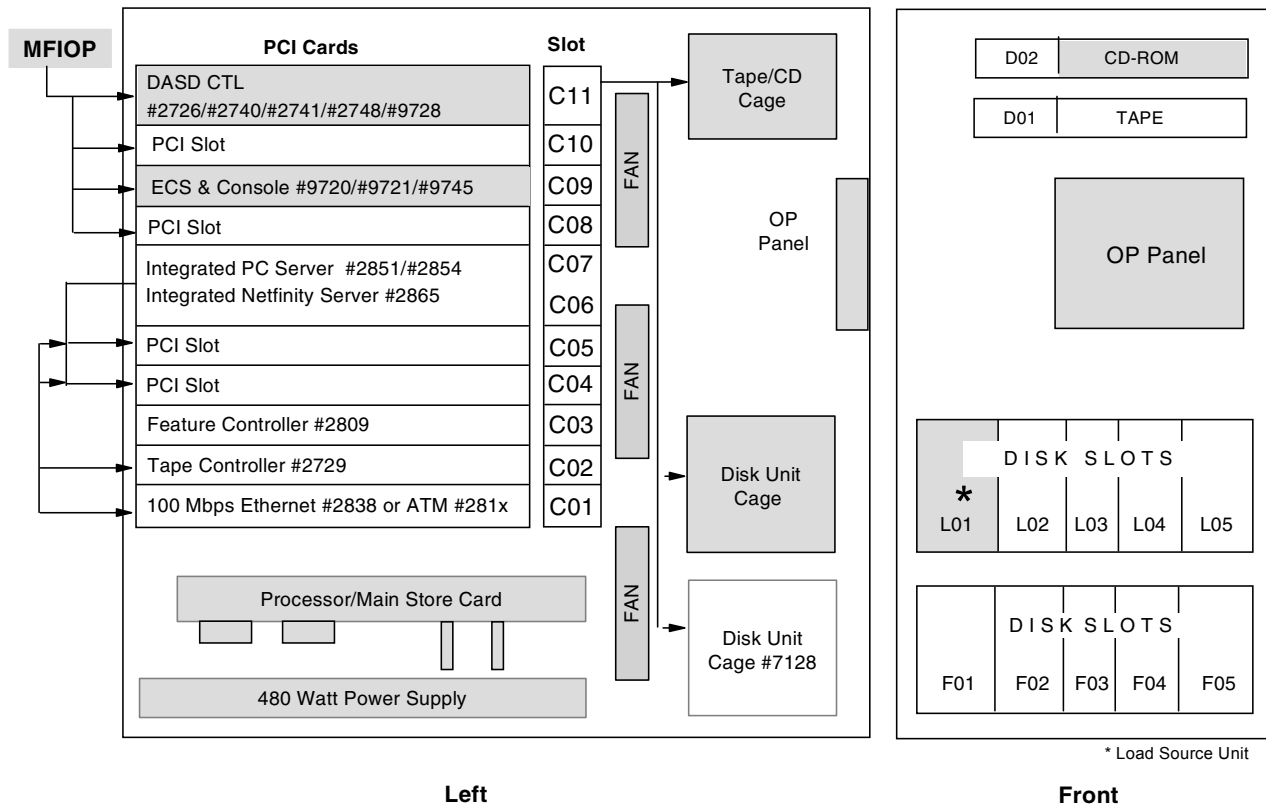 MFIOP
PCI Cards
Slot
DASD CTL
#2726/#2740/#2741/#2748/#9728
C11
PCI Slot
C10
ECS & Console #9720/#9721/#9745
C09
PCI Slot
C08
Integrated PC Server #2851/#2854
C07
Integrated Netfinity Server #2865
C06
PCI Slot
C05
PCI Slot
C04
Feature Controller #2809
C03
Tape Controller #2729
C02
100 Mbps Ethernet #2838 or ATM #281x
C01
Processor/Main Store Card
480 Watt Power Supply
FAN
FAN
FAN
Tape/CD
Cage
OP
Panel
Disk Unit
Cage
Disk Unit
Cage #7128
Left
D02 CD-ROM
D01 TAPE
OP Panel
DISK SLOTS
*
L01 L02 L03 L04 L05
DISK SLOTS
F01 F02 F03 F04 F05
* Load Source Unit
Front